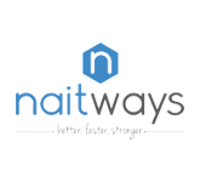 n
naitways
better, faster, stronger